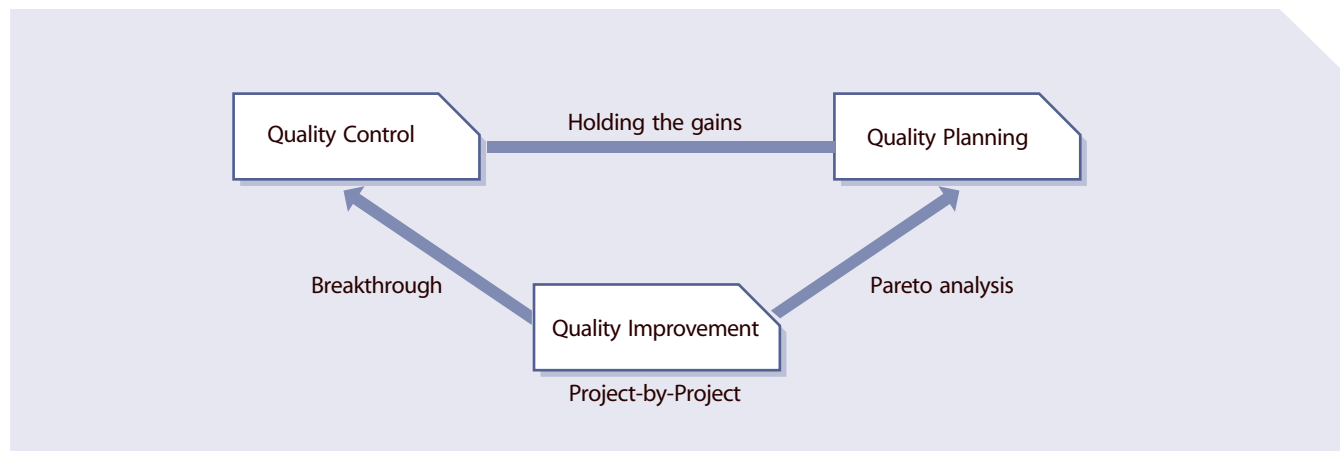 Quality Control
Holding the gains
Quality Planning
Breakthrough
Pareto analysis
Quality Improvement
Project-by-Project